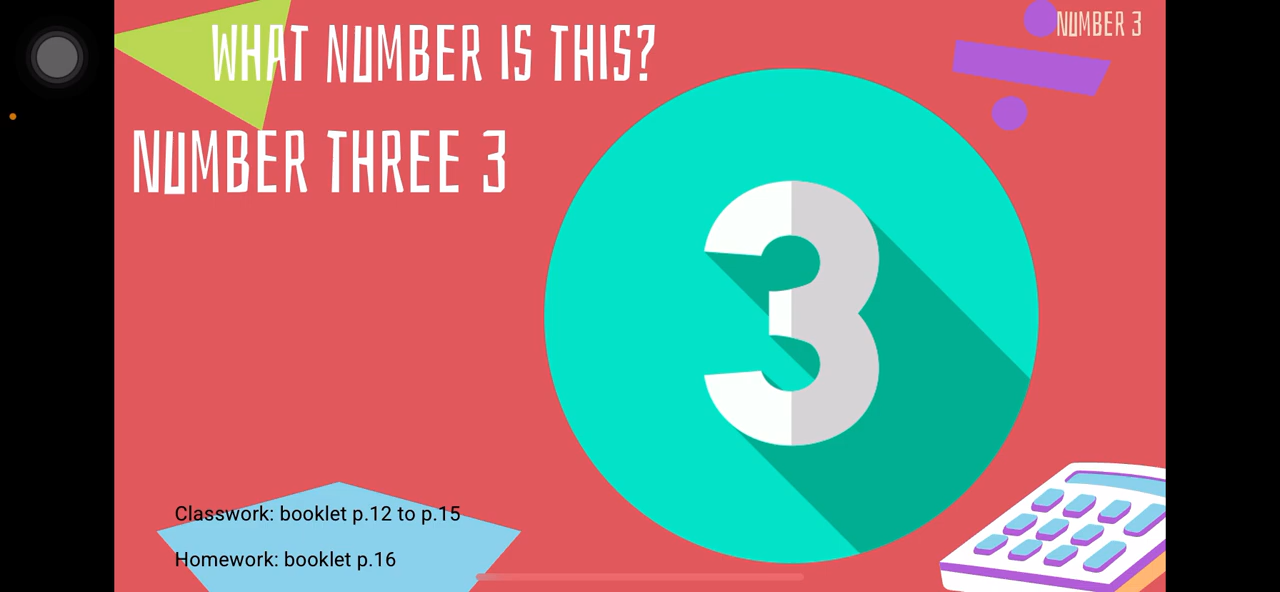 NUMBER 3
WHAT NUMBER IS THIS?
NUMBER THREE 3
3
Classwork: booklet p.12 to p.15
Homework: booklet p.16